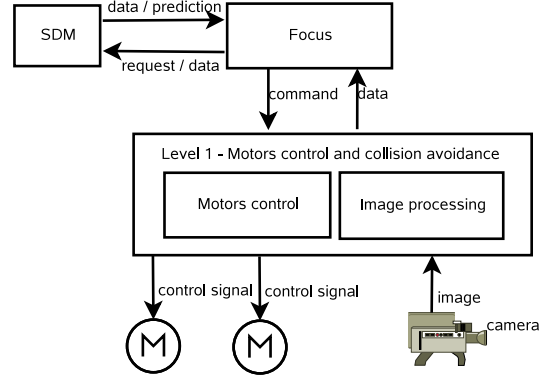 data / prediction
SDM
Focus
request / data
command
data
Level 1 - Motors control and collision avoidance
Motors control
Image processing
control signal
control signal
image
camera
M
M